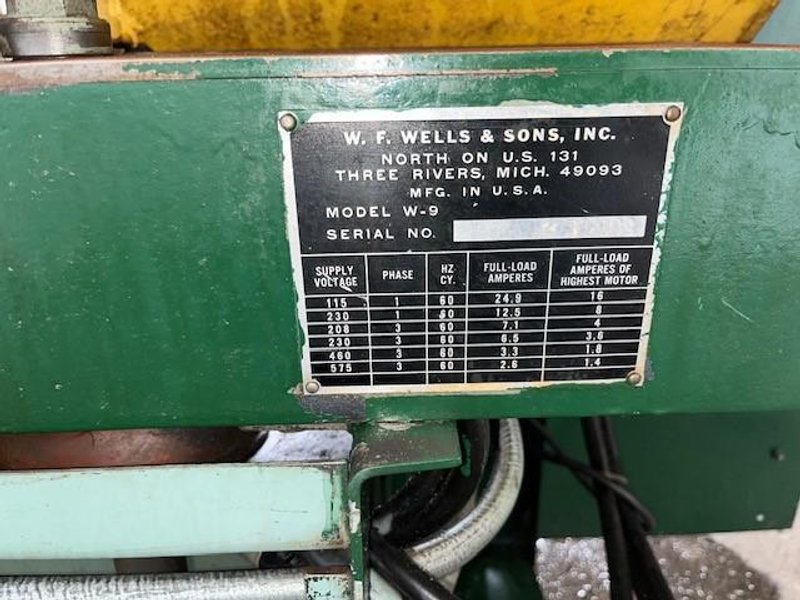 W. F. WELLS & SONS, INC.
NORTH ON U.S. 131
THREE RIVERS, MICH. 49093
MFG. IN U.S.A.
MODEL W-9
SERIAL NO.
SUPPLY VOLTAGE PHASE HZ CY. FULL-LOAD AMPERES FULL-LOAD AMPERES OF HIGHEST MOTOR
115 1 60 24.9 16
230 1 60 12.5 8
208 3 60 7.1 4
230 3 60 6.5 3.6
460 3 60 3.3 1.8
575 3 60 2.6 1.4